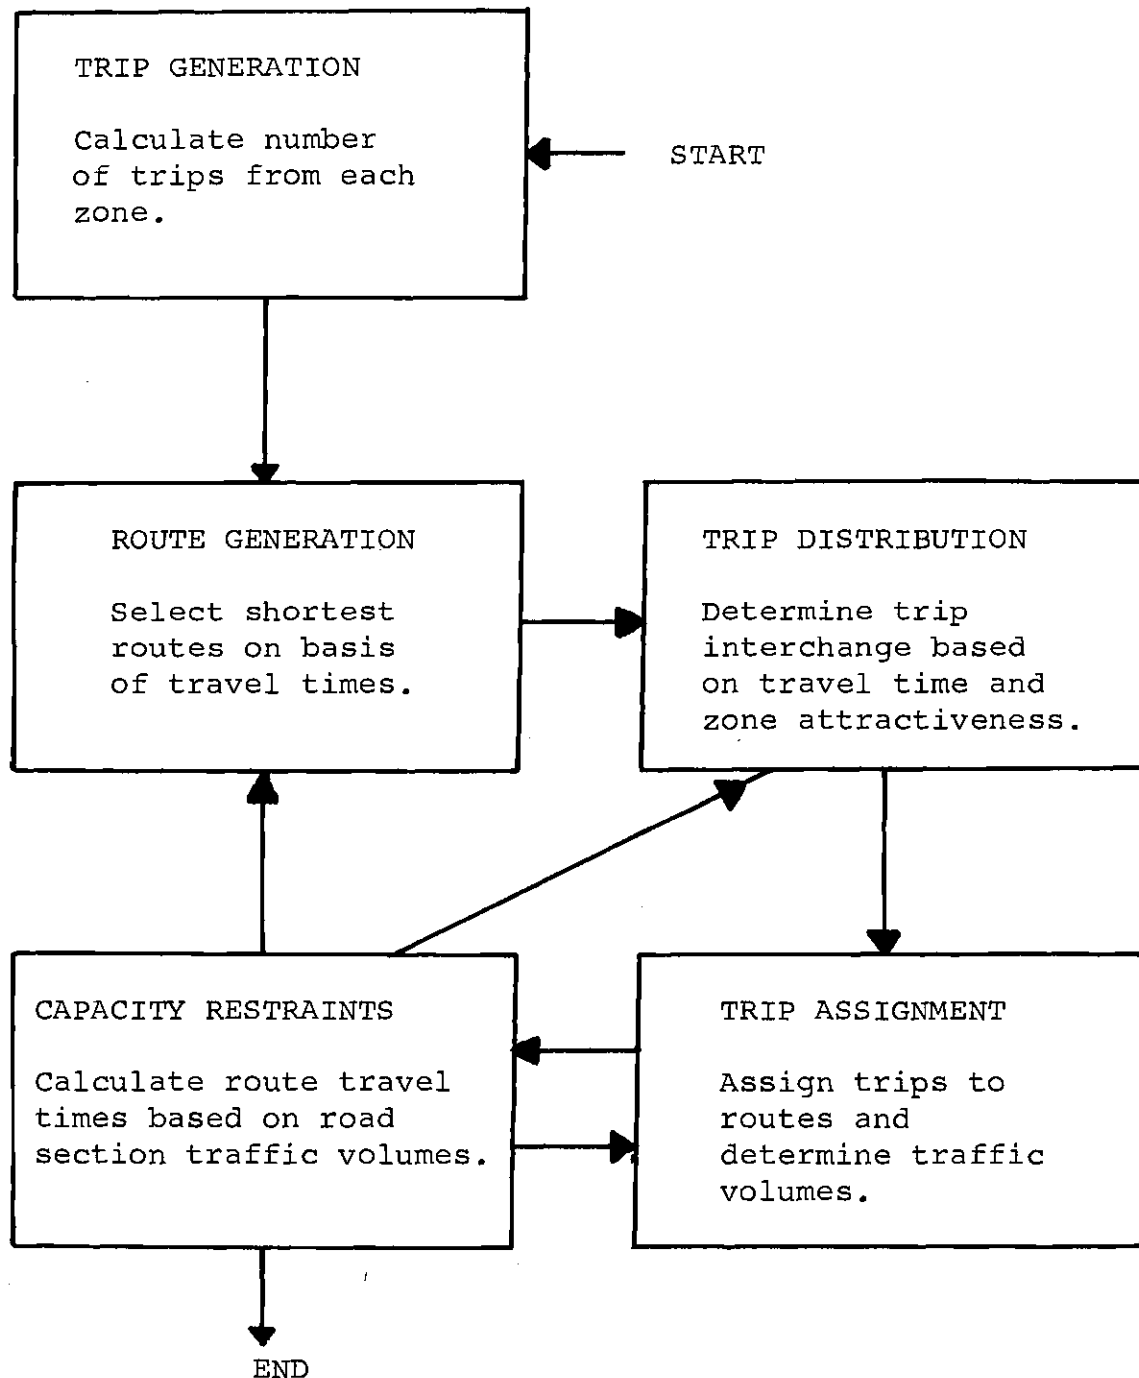 TRIP GENERATION
Calculate number
of trips from each
zone.
START
ROUTE GENERATION
Select shortest
routes on basis
of travel times.
TRIP DISTRIBUTION
Determine trip
interchange based
on travel time and
zone attractiveness.
CAPACITY RESTRAINTS
Calculate route travel
times based on road
section traffic volumes.
TRIP ASSIGNMENT
Assign trips to
routes and
determine traffic
volumes.
END